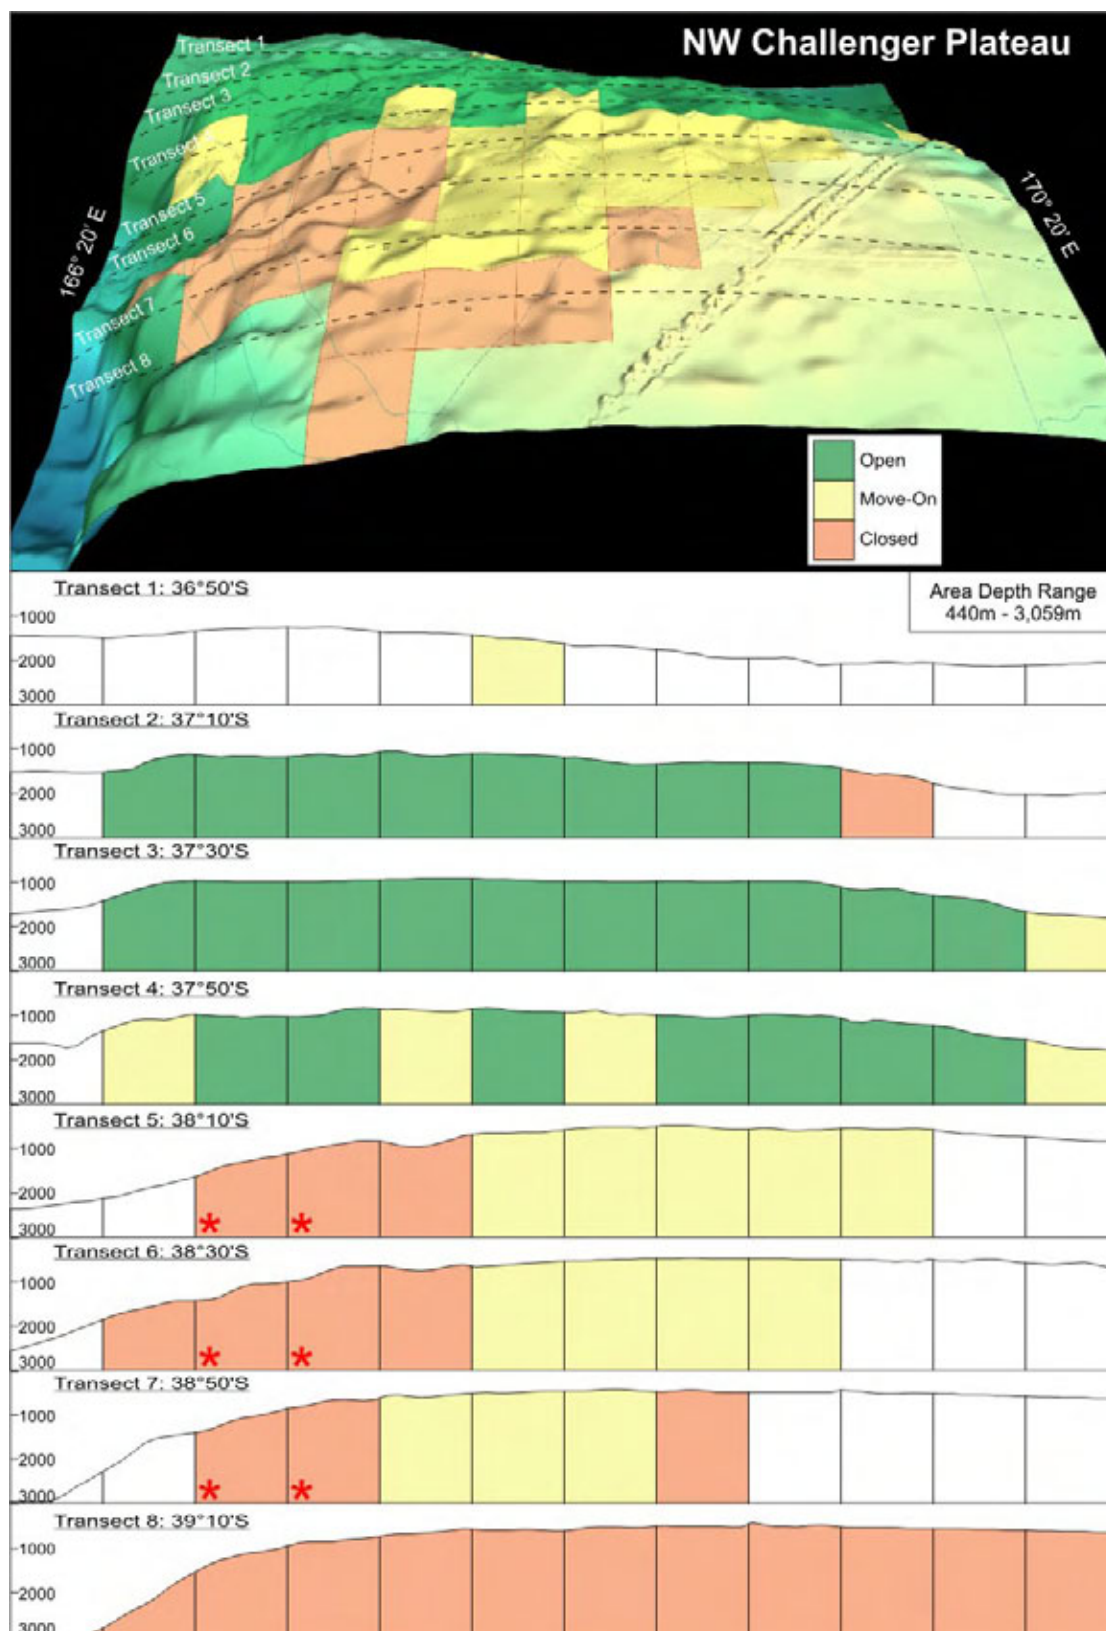 NW Challenger Plateau
Transect 1
Transect 2
Transect 3
Transect 4
Transect 5
Transect 6
Transect 7
Transect 8
166° 20' E
170° 20' E
Open
Move-On
Closed
Transect 1: 36°50'S
Area Depth Range
440m - 3,059m
1000
2000
3000
Transect 2: 37°10'S
1000
2000
3000
Transect 3: 37°30'S
1000
2000
3000
Transect 4: 37°50'S
1000
2000
3000
Transect 5: 38°10'S
1000
2000
3000
* *
Transect 6: 38°30'S
1000
2000
3000
* *
Transect 7: 38°50'S
1000
2000
3000
* *
Transect 8: 39°10'S
1000
2000
3000